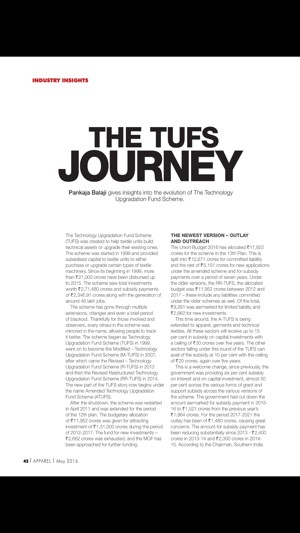 INDUSTRY INSIGHTS
THE TUFS
JOURNEY
Pankaja Balaji gives insights into the evolution of The Technology
Upgradation Fund Scheme.
The Technology Upgradation Fund Scheme
(TUFS) was created to help textile units build
technical assets or upgrade their existing ones.
The scheme was started in 1999 and provided
subsidised capital to textile units to either
purchase or upgrade certain types of textile
machinery. Since its beginning in 1999, more
than ₹21,000 crores have been disbursed up
to 2015. The scheme saw total investments
worth ₹2,71,480 crores and subsidy payments
of ₹2,946.91 crores along with the generation of
around 48 lakh jobs.
The scheme has gone through multiple
extensions, changes and even a brief period
of blackout. Thankfully for those involved and
observers, every rehaul in the scheme was
mirrored in the name, allowing people to track
it better. The scheme began as Technology
Upgradation Fund Scheme (TUFS) in 1999,
went on to become the Modified – Technology
Upgradation Fund Scheme (M-TUFS) in 2007,
after which came the Revised – Technology
Upgradation Fund Scheme (R-TUFS) in 2012
and then the Revised Restructured Technology
Upgradation Fund Scheme (RR-TUFS) in 2014.
The new part of the TUFS story now begins under
the name Amended Technology Upgradation
Fund Scheme (ATUFS).
After the shutdown, the scheme was restarted
in April 2011 and was extended for the period
of the 12th plan. The budgetary allocation
of ₹11,952 crores was given for attracting
investment of ₹1,51,000 crores during the period
of 2012-2017. The fund for new investments –
₹2,662 crores was exhausted, and the MOF has
been approached for further funding.
THE NEWEST VERSION – OUTLAY
AND OUTREACH
The Union Budget 2016 has allocated ₹17,822
crores for the scheme in the 13th Plan. This is
split into ₹12,671 crores for committed liability
and the rest of ₹5,151 crores for new applications
under the amended scheme and for subsidy
payments over a period of seven years. Under
the older versions, the RR-TUFS, the allocated
budget was ₹11,952 crores between 2012 and
2017 – these include any liabilities committed
under the older schemes as well. Of the total,
₹9,291 was earmarked for limited liability and
₹2,662 for new investments.
This time around, the A-TUFS is being
extended to apparel, garments and technical
textiles. All these sectors will receive up to 15
per cent in subsidy on capital investments with
a ceiling of ₹30 crores over five years. The other
sectors falling under this round of the TUFS can
avail of the subsidy at 10 per cent with the ceiling
of ₹20 crores, again over five years.
This is a welcome change, since previously, the
government was providing six per cent subsidy
on interest and on capital investment, almost 30
per cent across the various forms of grant and
support subsidy across the various versions of
the scheme. The government had cut down the
amount earmarked for subsidy payment in 2015-
16 to ₹1,521 crores from the previous year's
₹1,864 crores. For the period 2017-2021 the
outlay has been of ₹1,480 crores, causing great
concerns. The amount for subsidy payment has
been reducing substantially since 2013 - ₹2,400
crores in 2013-14 and ₹2,300 crores in 2014-
15. According to the Chairman, Southern India
42 | APPAREL | May 2016